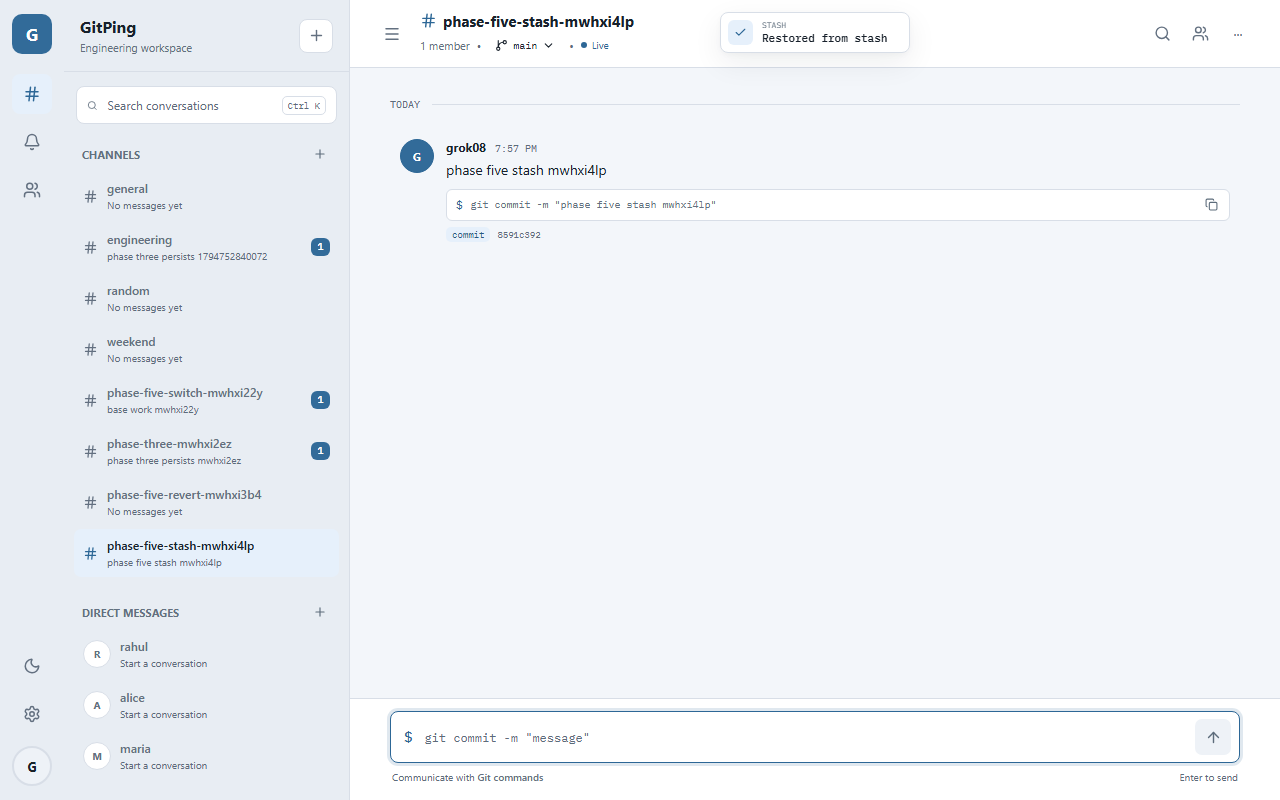 G
GitPing
Engineering workspace
Search conversations
Ctrl K
CHANNELS
general
No messages yet
engineering
phase three persists 1794752840072
1
random
No messages yet
weekend
No messages yet
phase-five-switch-mwhxi22y
base work mwhxi22y
1
phase-three-mwhxi2ez
phase three persists mwhxi2ez
1
phase-five-revert-mwhxi3b4
No messages yet
phase-five-stash-mwhxi4lp
phase five stash mwhxi4lp
DIRECT MESSAGES
R
rahul
Start a conversation
A
alice
Start a conversation
M
maria
Start a conversation
G
# phase-five-stash-mwhxi4lp
1 member • main • Live
STASH
Restored from stash
TODAY
G
grok08 7:57 PM
phase five stash mwhxi4lp
$ git commit -m "phase five stash mwhxi4lp"
commit 8591c392
$ git commit -m "message"
Communicate with Git commands
Enter to send